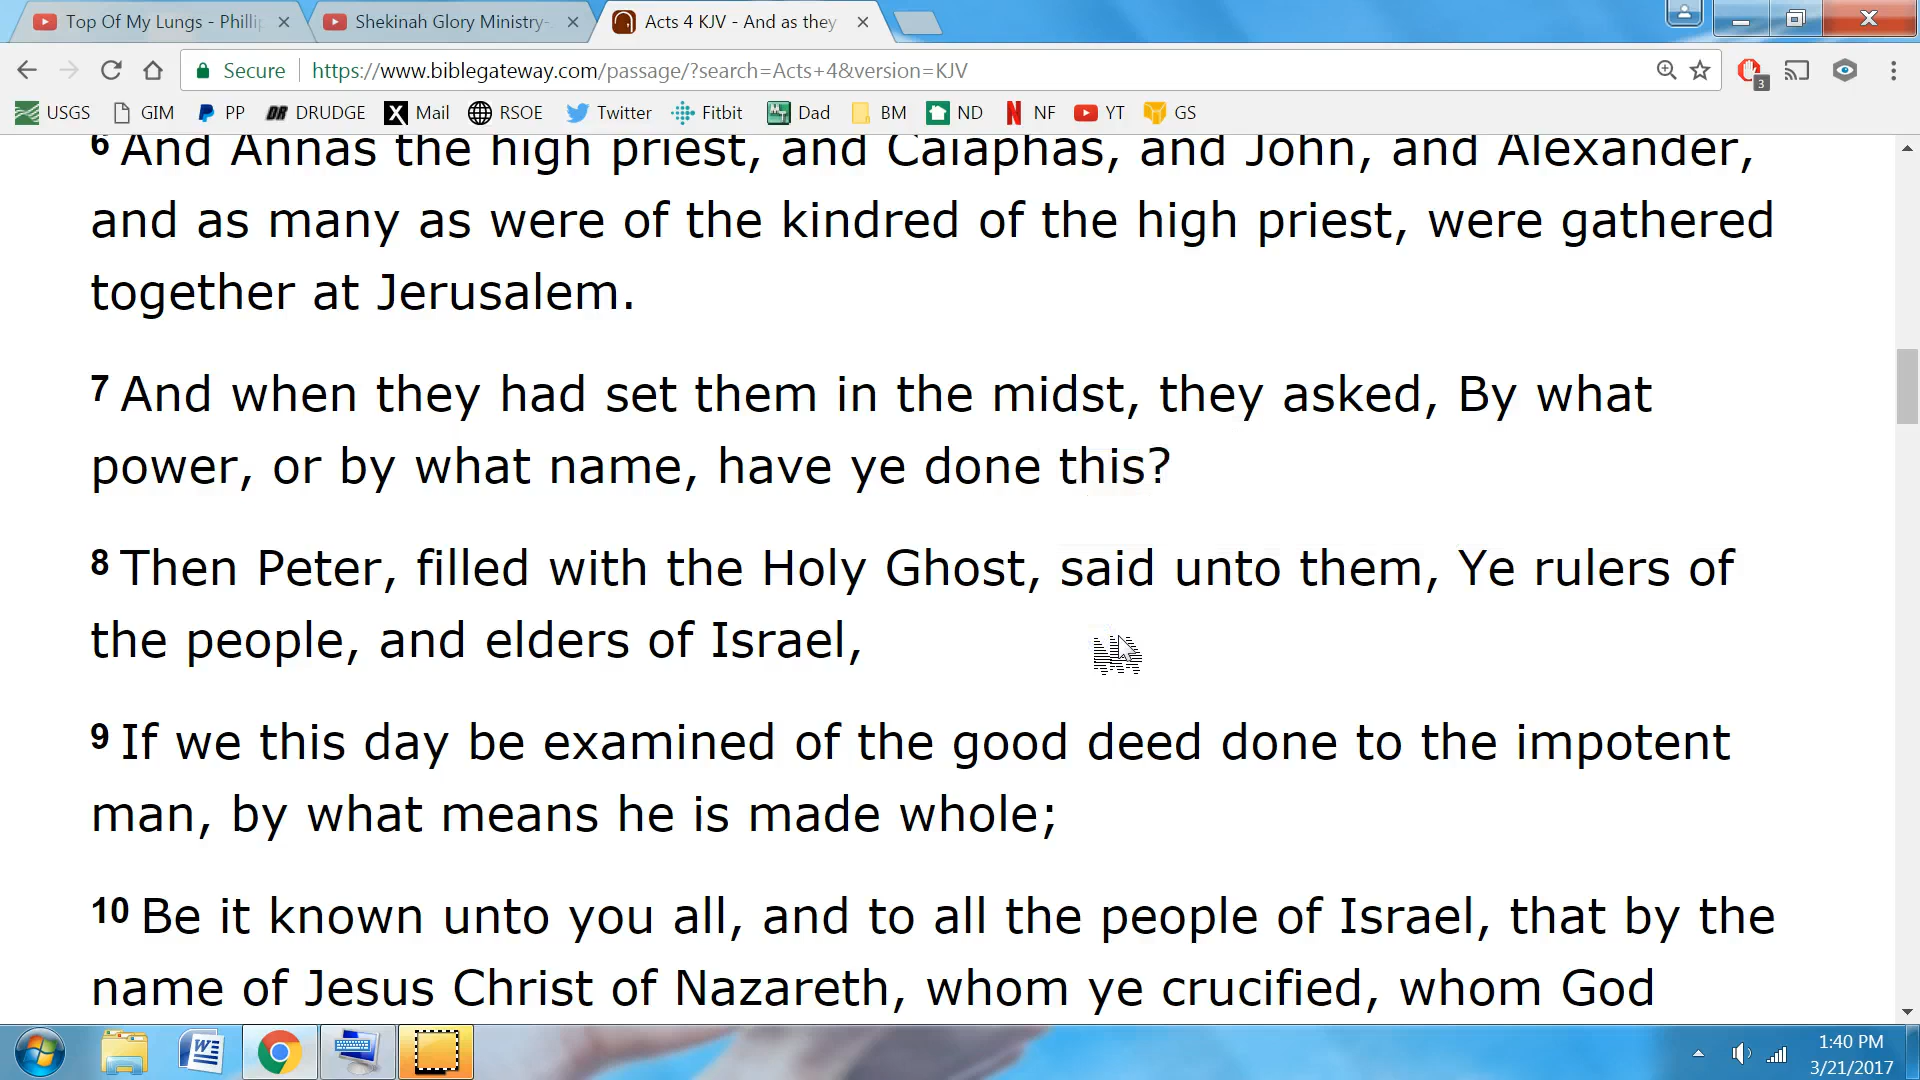 Top Of My Lungs - Phillip
Shekinah Glory Ministry-
Acts 4 KJV - And as they
Secure
https://www.biblegateway.com/passage/?search=Acts+4&version=KJV
3
USGS GIM PP DRUDGE Mail RSOE Twitter Fitbit Dad BM ND NF YT GS
6 And Annas the high priest, and Caiaphas, and John, and Alexander,
and as many as were of the kindred of the high priest, were gathered
together at Jerusalem.
7 And when they had set them in the midst, they asked, By what
power, or by what name, have ye done this?
8 Then Peter, filled with the Holy Ghost, said unto them, Ye rulers of
the people, and elders of Israel,
9 If we this day be examined of the good deed done to the impotent
man, by what means he is made whole;
10 Be it known unto you all, and to all the people of Israel, that by the
name of Jesus Christ of Nazareth, whom ye crucified, whom God
1:40 PM
3/21/2017